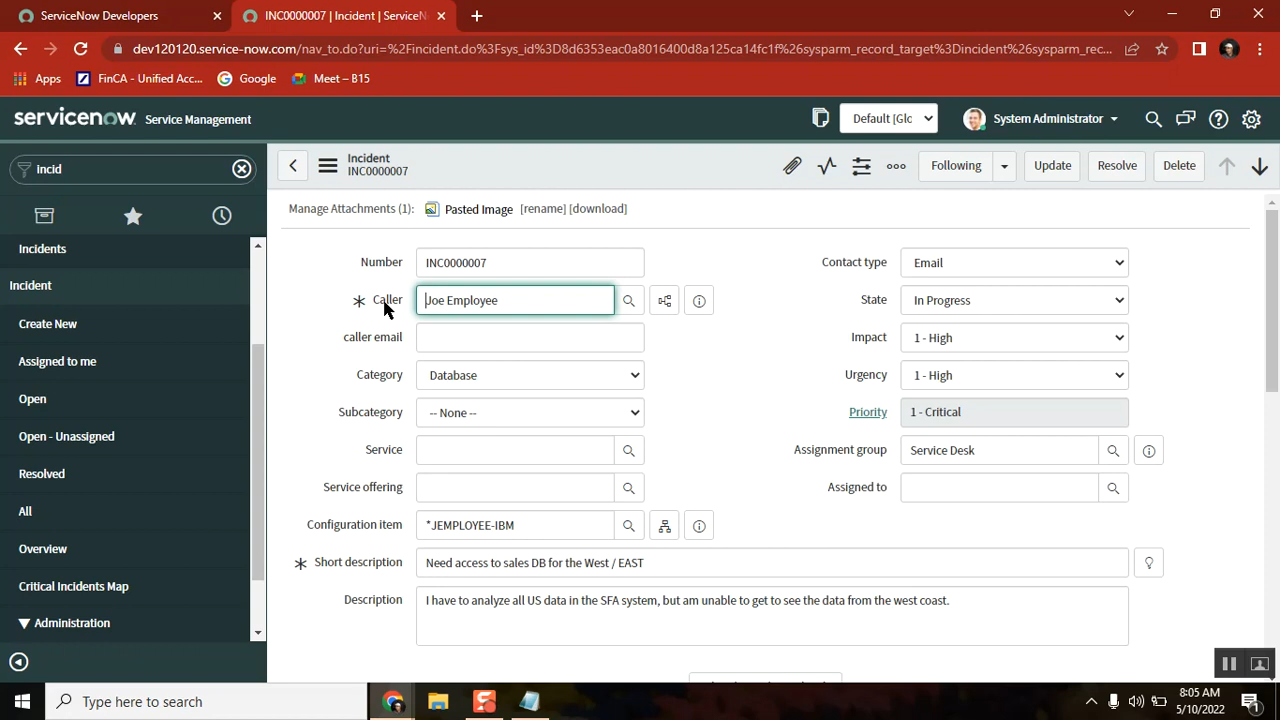 ServiceNow Developers
INC0000007 | Incident | ServiceN
dev120120.service-now.com/nav_to.do?uri=%2Fincident.do%3Fsys_id%3D8d6353eac0a8016400d8a125ca14fc1f%26sysparm_record_target%3Dincident%26sysparm_rec...
Apps
FinCA - Unified Acc...
Google
Meet – B15
servicenow
Service Management
Default [Glc
System Administrator
incid
Incident
INC0000007
Following
Update
Resolve
Delete
Incidents
Incident
Create New
Assigned to me
Open
Open - Unassigned
Resolved
All
Overview
Critical Incidents Map
Administration
Manage Attachments (1): Pasted Image [rename] [download]
Number INC0000007
Caller Joe Employee
caller email
Category Database
Subcategory -- None --
Service
Service offering
Configuration item *JEMPLOYEE-IBM
Short description Need access to sales DB for the West / EAST
Description I have to analyze all US data in the SFA system, but am unable to get to see the data from the west coast.
Contact type Email
State In Progress
Impact 1 - High
Urgency 1 - High
Priority 1 - Critical
Assignment group Service Desk
Assigned to
Type here to search
8:05 AM
5/10/2022
1